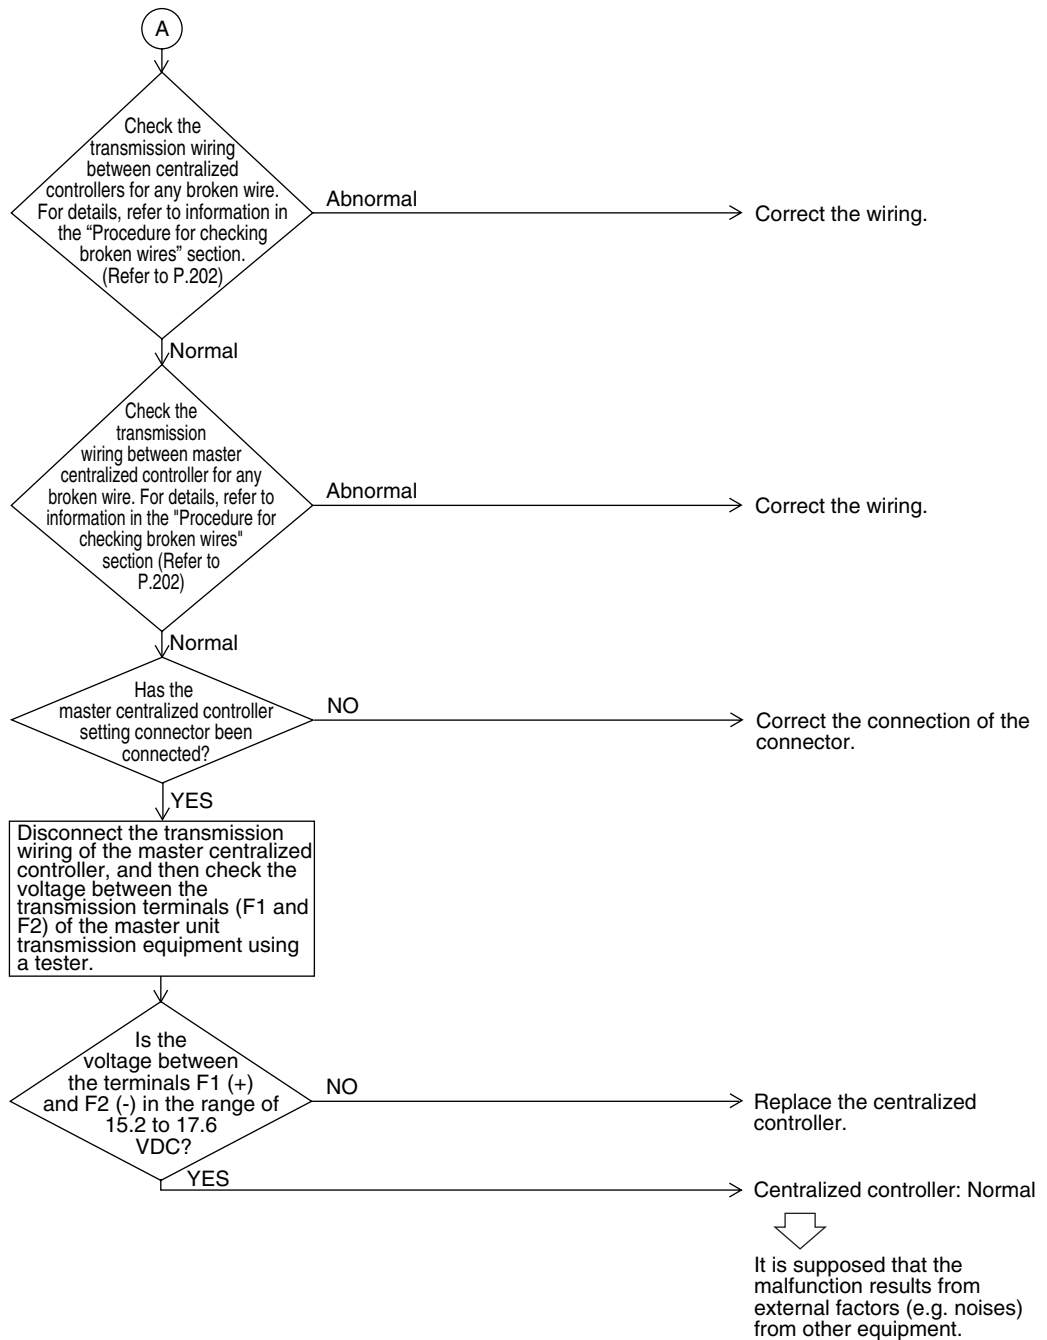 A
Check the
transmission wiring
between centralized
controllers for any broken wire.
For details, refer to information in
the “Procedure for checking
broken wires” section.
(Refer to P.202)
Abnormal
Correct the wiring.
Normal
Check the
transmission
wiring between master
centralized controller for any
broken wire. For details, refer to
information in the "Procedure for
checking broken wires"
section (Refer to
P.202)
Abnormal
Correct the wiring.
Normal
Has the
master centralized controller
setting connector been
connected?
NO
Correct the connection of the
connector.
YES
Disconnect the transmission
wiring of the master centralized
controller, and then check the
voltage between the
transmission terminals (F1 and
F2) of the master unit
transmission equipment using
a tester.
Is the
voltage between
the terminals F1 (+)
and F2 (-) in the range of
15.2 to 17.6
VDC?
NO
Replace the centralized
controller.
YES
Centralized controller: Normal
It is supposed that the
malfunction results from
external factors (e.g. noises)
from other equipment.